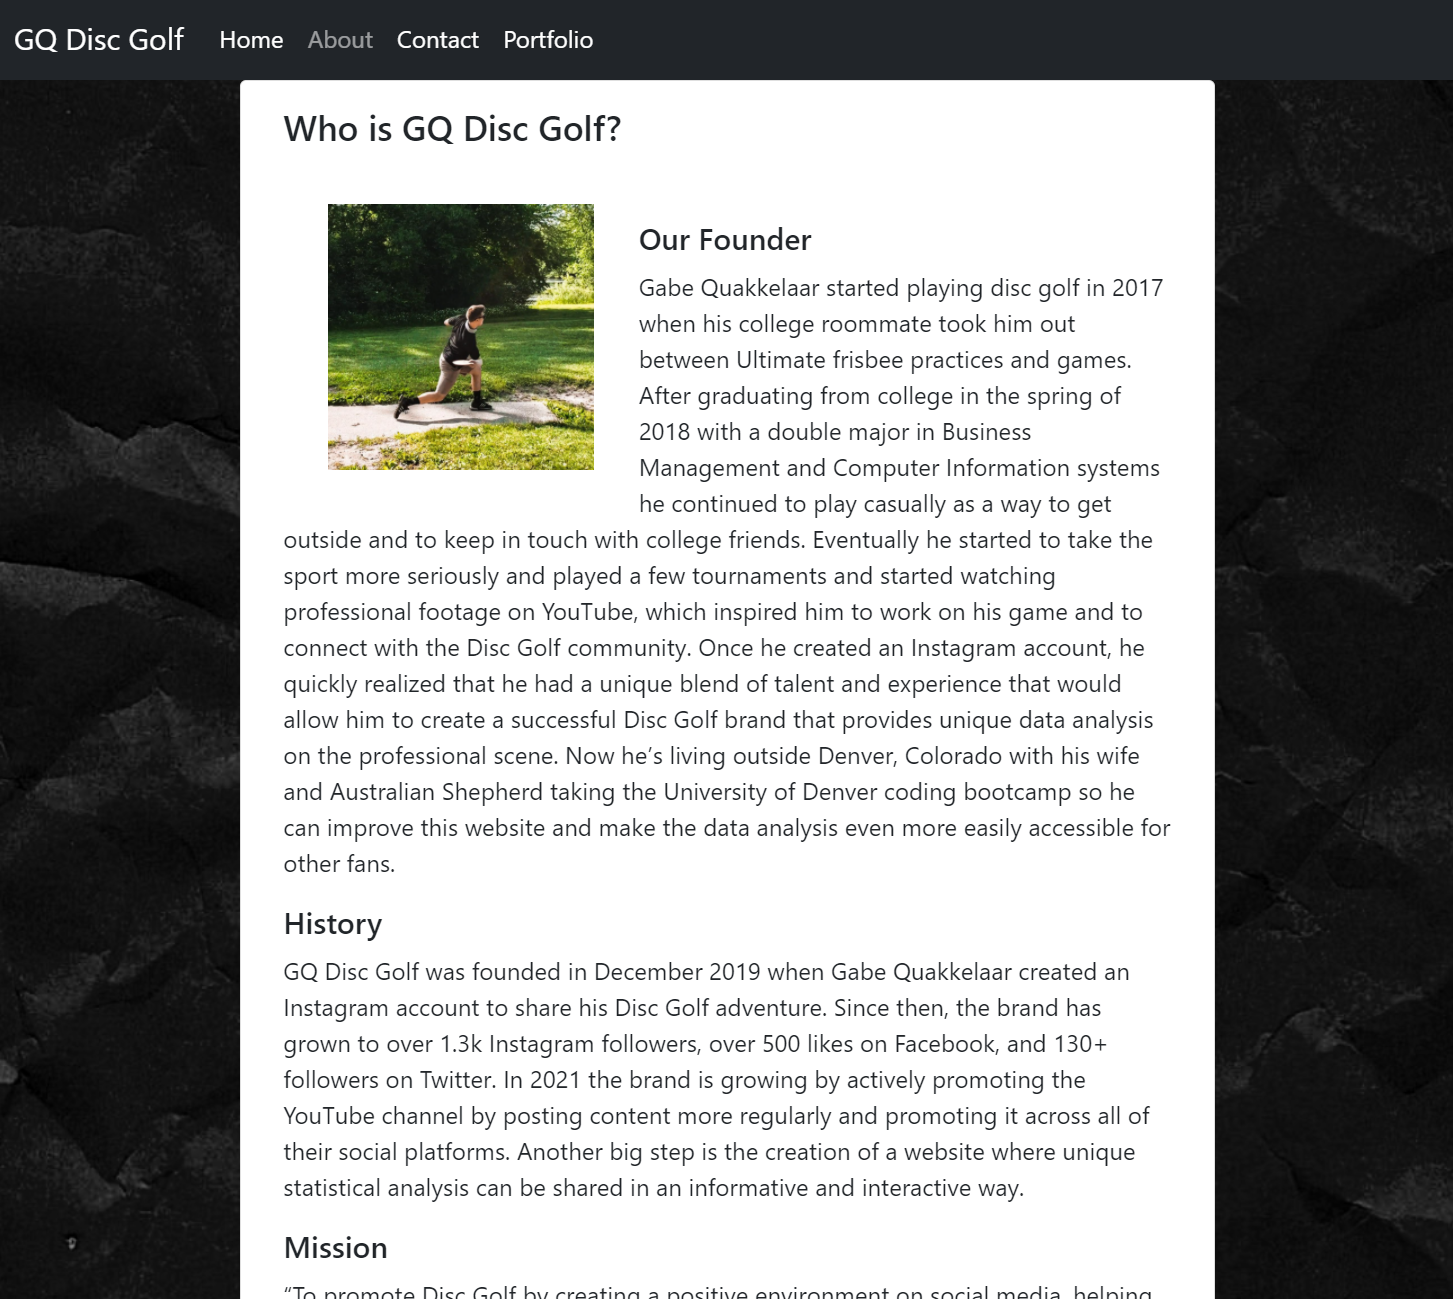 GQ Disc Golf Home About Contact Portfolio
Who is GQ Disc Golf?
Our Founder
Gabe Quakkelaar started playing disc golf in 2017
when his college roommate took him out
between Ultimate frisbee practices and games.
After graduating from college in the spring of
2018 with a double major in Business
Management and Computer Information systems
he continued to play casually as a way to get
outside and to keep in touch with college friends. Eventually he started to take the
sport more seriously and played a few tournaments and started watching
professional footage on YouTube, which inspired him to work on his game and to
connect with the Disc Golf community. Once he created an Instagram account, he
quickly realized that he had a unique blend of talent and experience that would
allow him to create a successful Disc Golf brand that provides unique data analysis
on the professional scene. Now he’s living outside Denver, Colorado with his wife
and Australian Shepherd taking the University of Denver coding bootcamp so he
can improve this website and make the data analysis even more easily accessible for
other fans.
History
GQ Disc Golf was founded in December 2019 when Gabe Quakkelaar created an
Instagram account to share his Disc Golf adventure. Since then, the brand has
grown to over 1.3k Instagram followers, over 500 likes on Facebook, and 130+
followers on Twitter. In 2021 the brand is growing by actively promoting the
YouTube channel by posting content more regularly and promoting it across all of
their social platforms. Another big step is the creation of a website where unique
statistical analysis can be shared in an informative and interactive way.
Mission
“To promote Disc Golf by creating a positive environment on social media, helping